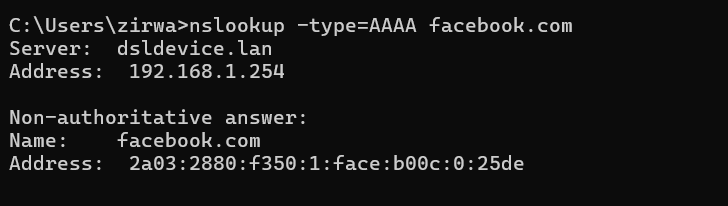 C:\Users\zirwa>nslookup -type=AAAA facebook.com
Server:  dsldevice.lan
Address:  192.168.1.254
Non-authoritative answer:
Name:    facebook.com
Address:  2a03:2880:f350:1:face:b00c:0:25de